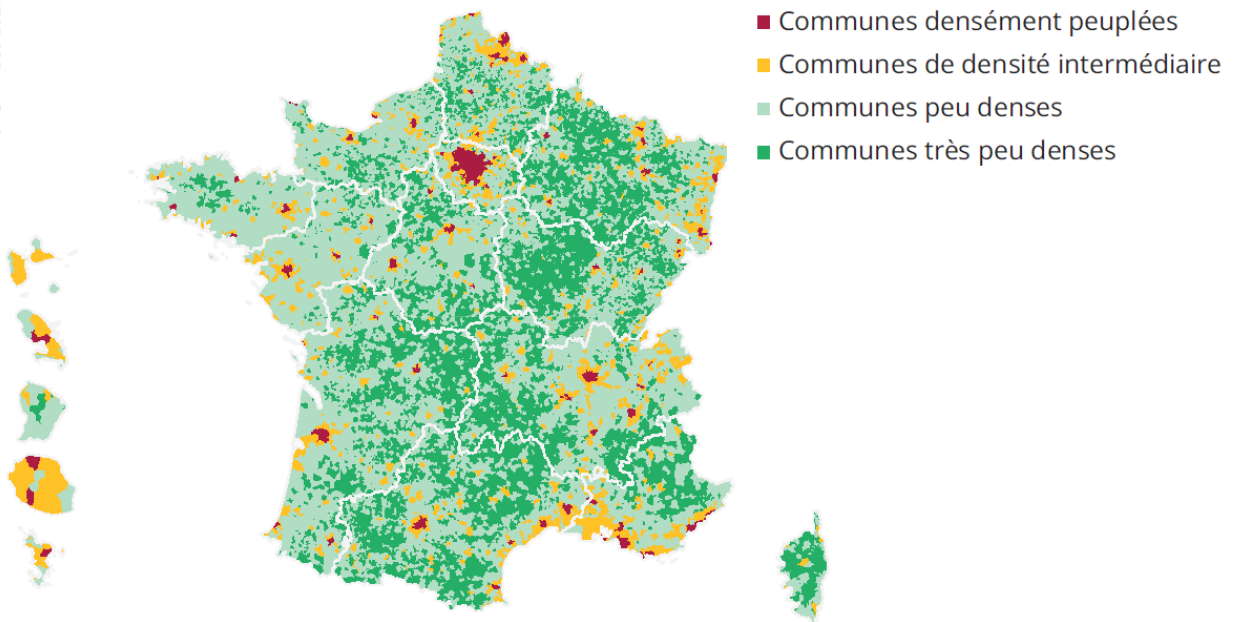 Communes densément peuplées
Communes de densité intermédiaire
Communes peu denses
Communes très peu denses